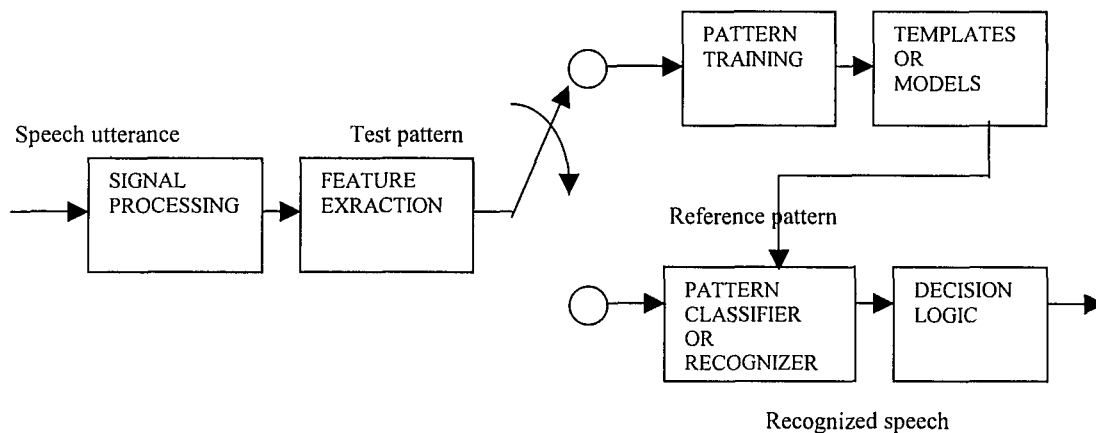 PATTERN
TRAINING
TEMPLATES
OR
MODELS
Speech utterance
Test pattern
SIGNAL
PROCESSING
FEATURE
EXRACTION
Reference pattern
PATTERN
CLASSIFIER
OR
RECOGNIZER
DECISION
LOGIC
Recognized speech